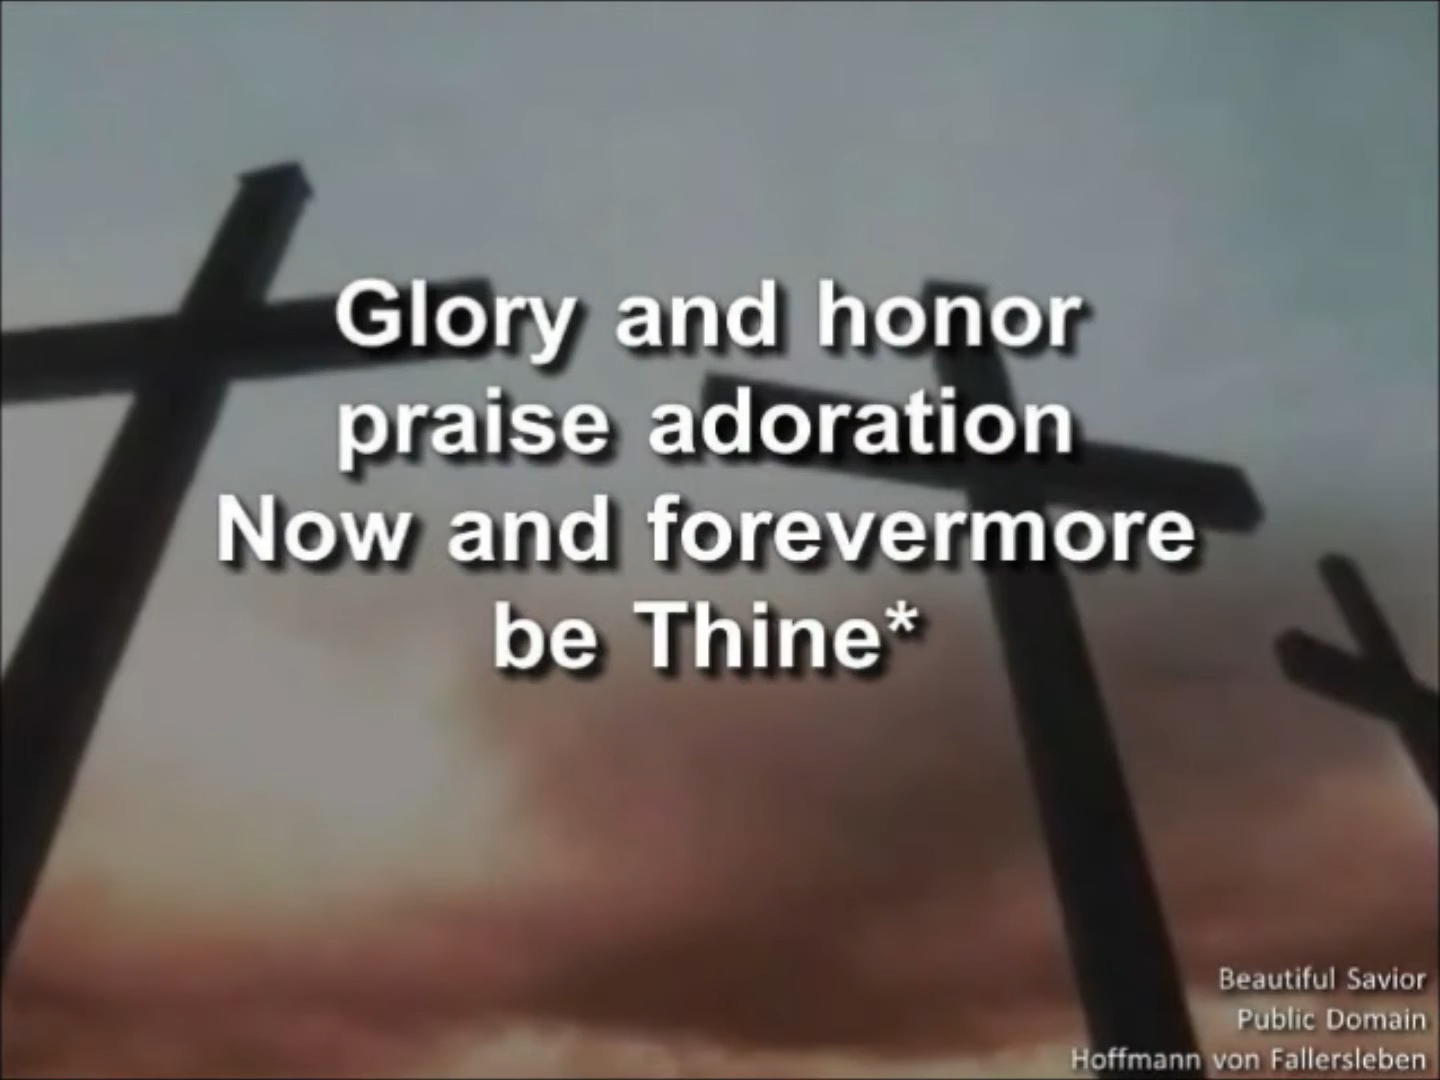 Glory and honor
praise adoration
Now and forevermore
be Thine*
Beautiful Savior
Public Domain
Hoffmann von Fallersleben